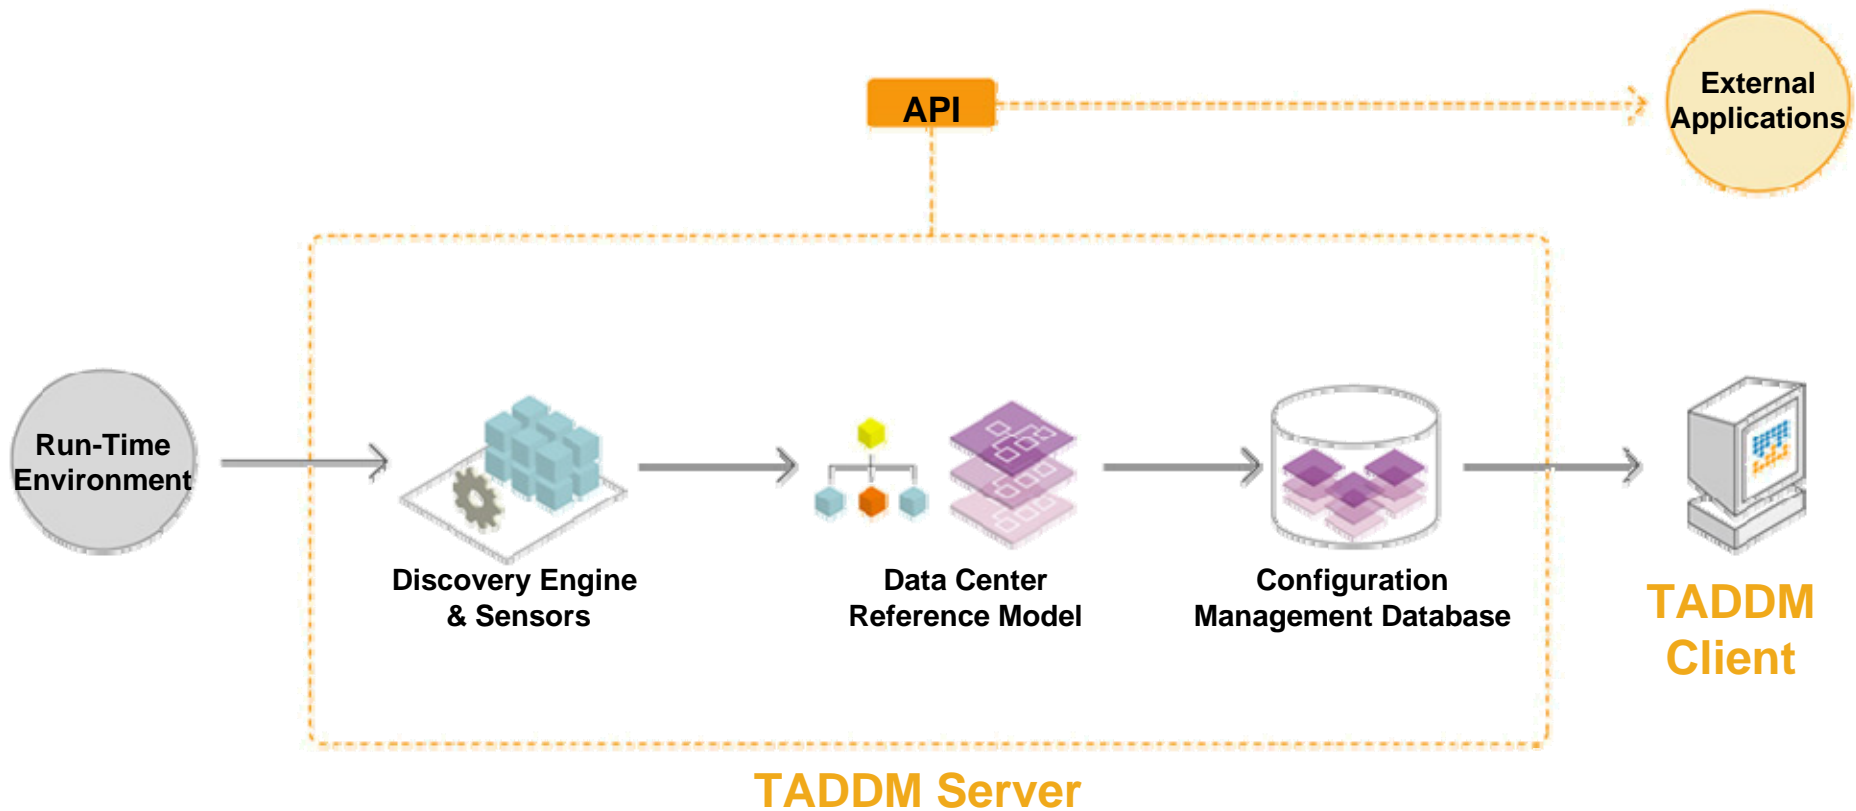 API
External
Applications
Run-Time
Environment
Discovery Engine
& Sensors
Data Center
Reference Model
Configuration
Management Database
TADDM
Client
TADDM Server